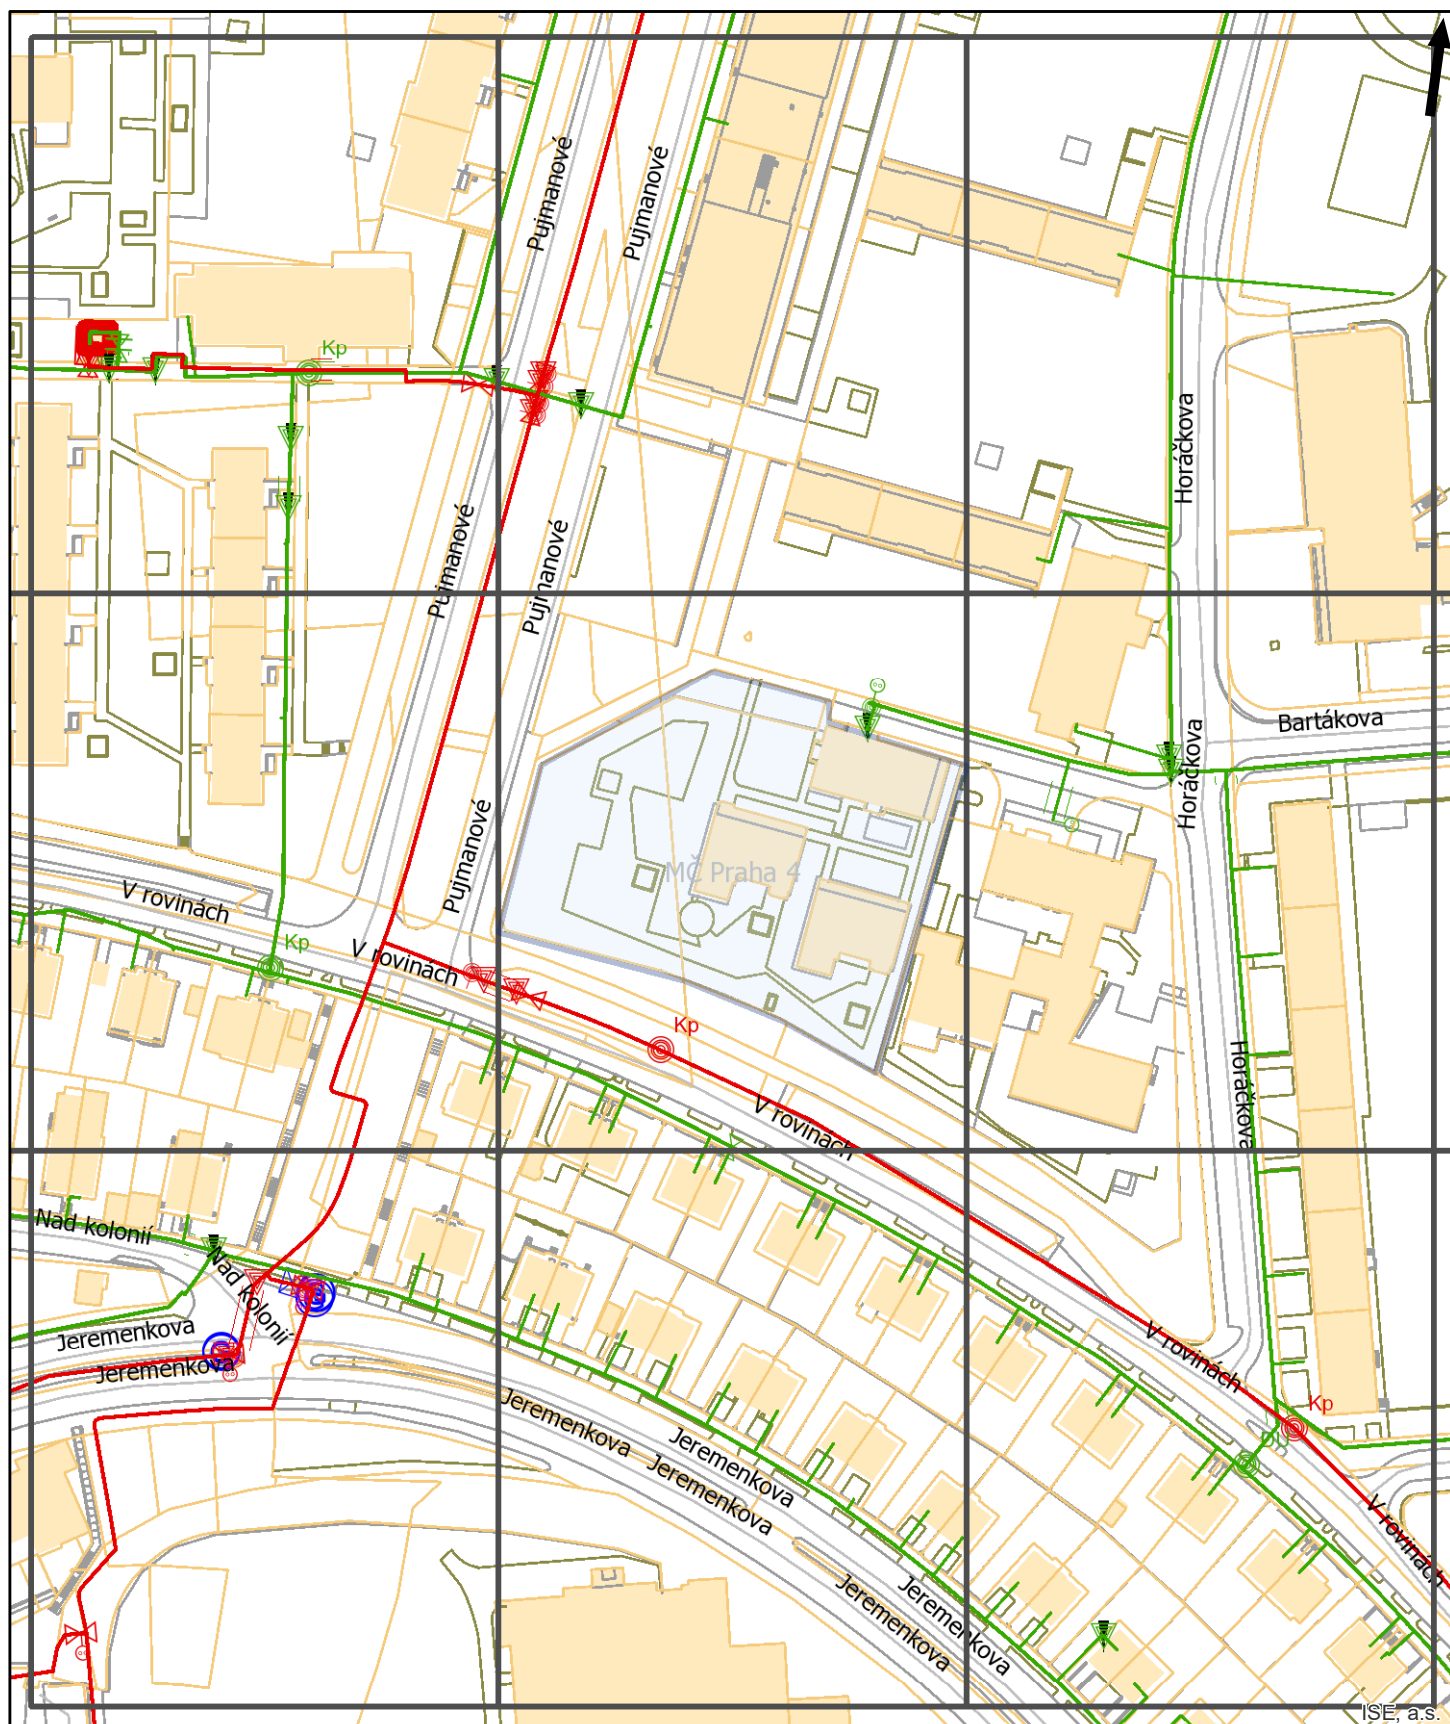 Pujmanové
Pujmanové
Kp
Horáčkova
Pujmanové
Pujmanové
Bartákova
Horáčkova
Pujmanové
MČ Praha 4
V rovinách
Kp
V rovinách
Kp
Horáčkova
V rovinách
Nad kolonií
Nad kolonií
Jeremenkova
Jeremenkova
V rovinách
Jeremenkova
Jeremenkova
Jeremenkova
Kp
V rovinách
Jeremenkova
Jeremenkova
ISE, a.s.